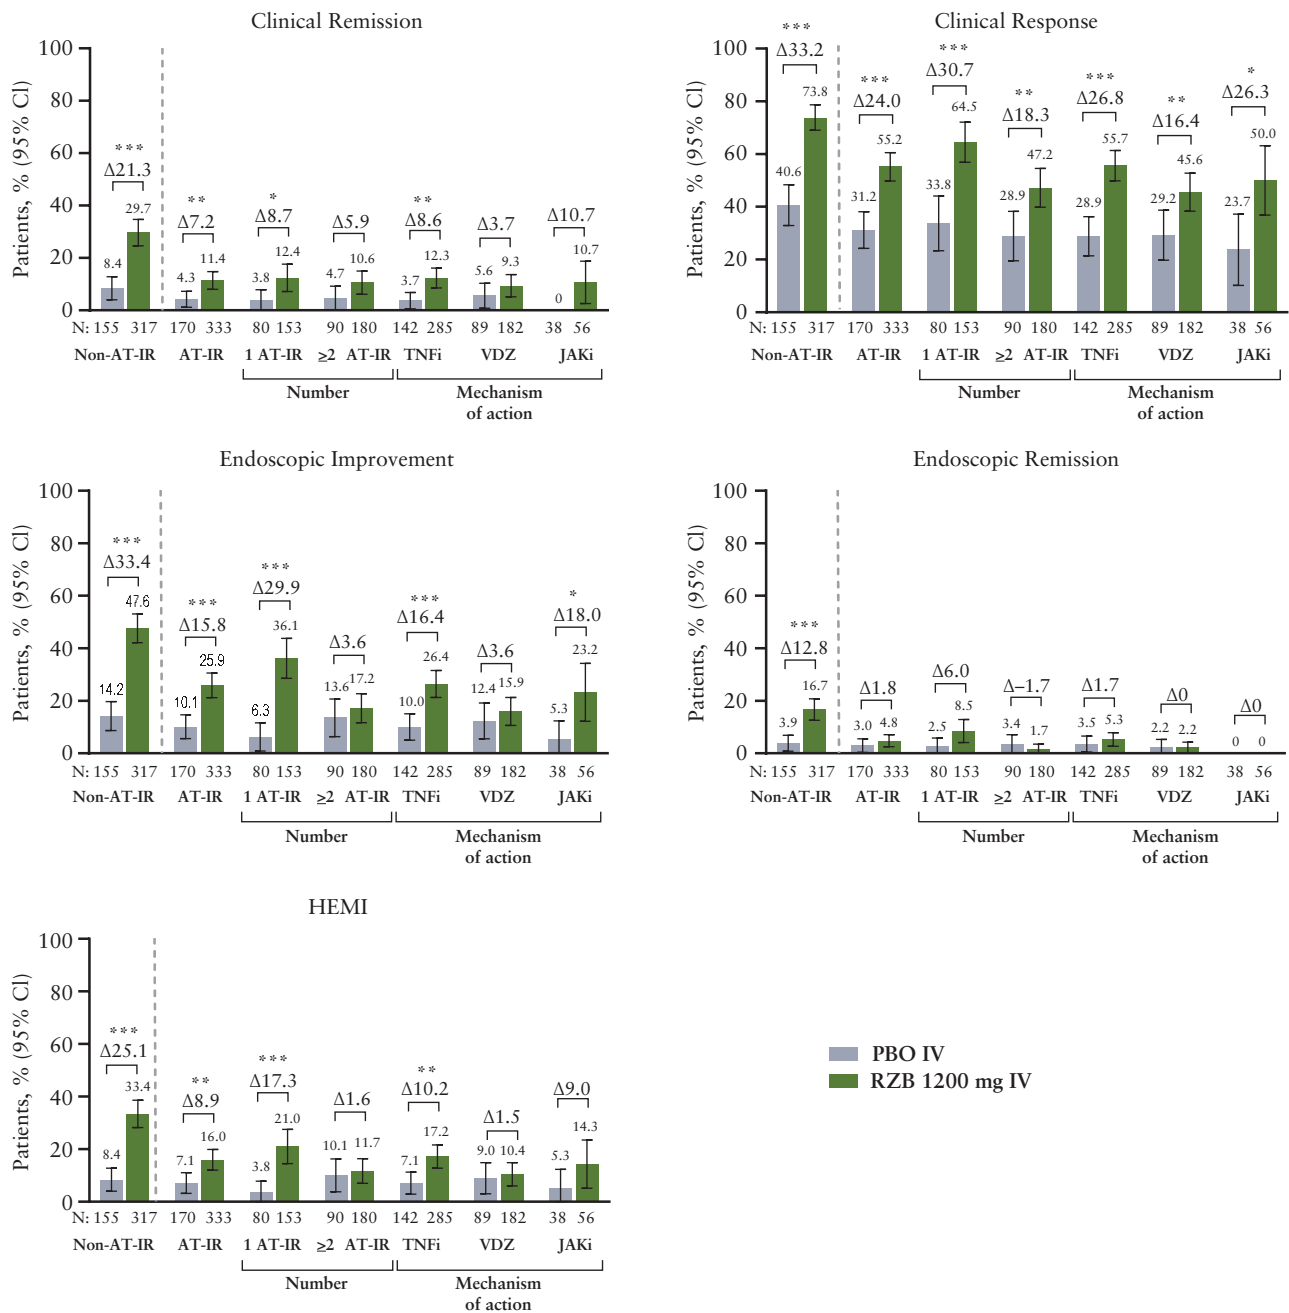 Clinical Remission
Patients, % (95% CI)
100
80
60
40
20
0
***
Δ21.3
8.4 29.7
**
Δ7.2
4.3 11.4
*
Δ8.7
3.8 12.4
Δ5.9
4.7 10.6
**
Δ8.6
3.7 12.3
Δ3.7
5.6 9.3
Δ10.7
0 10.7
N: 155 317 170 333 80 153 90 180 142 285 89 182 38 56
Non-AT-IR AT-IR 1 AT-IR ≥2 AT-IR TNFi VDZ JAKi
Number Mechanism
of action
Clinical Response
Patients, % (95% CI)
100
80
60
40
20
0
***
Δ33.2
40.6 73.8
***
Δ24.0
31.2 55.2
***
Δ30.7
33.8 64.5
**
Δ18.3
28.9 47.2
***
Δ26.8
28.9 55.7
**
Δ16.4
29.2 45.6
*
Δ26.3
23.7 50.0
N: 155 317 170 333 80 153 90 180 142 285 89 182 38 56
Non-AT-IR AT-IR 1 AT-IR ≥2 AT-IR TNFi VDZ JAKi
Number Mechanism
of action
Endoscopic Improvement
Patients, % (95% CI)
100
80
60
40
20
0
***
Δ33.4
14.2 47.6
***
Δ15.8
10.1 25.9
***
Δ29.9
6.3 36.1
Δ3.6
13.6 17.2
***
Δ16.4
10.0 26.4
Δ3.6
12.4 15.9
*
Δ18.0
5.3 23.2
N: 155 317 170 333 80 153 90 180 142 285 89 182 38 56
Non-AT-IR AT-IR 1 AT-IR ≥2 AT-IR TNFi VDZ JAKi
Number Mechanism
of action
Endoscopic Remission
Patients, % (95% CI)
100
80
60
40
20
0
***
Δ12.8
3.9 16.7
Δ1.8
3.0 4.8
Δ6.0
2.5 8.5
Δ−1.7
3.4 1.7
Δ1.7
3.5 5.3
Δ0
2.2 2.2
Δ0
0 0
N: 155 317 170 333 80 153 90 180 142 285 89 182 38 56
Non-AT-IR AT-IR 1 AT-IR ≥2 AT-IR TNFi VDZ JAKi
Number Mechanism
of action
HEMI
Patients, % (95% CI)
100
80
60
40
20
0
***
Δ25.1
8.4 33.4
**
Δ8.9
7.1 16.0
***
Δ17.3
3.8 21.0
Δ1.6
10.1 11.7
**
Δ10.2
7.1 17.2
Δ1.5
9.0 10.4
Δ9.0
5.3 14.3
N: 155 317 170 333 80 153 90 180 142 285 89 182 38 56
Non-AT-IR AT-IR 1 AT-IR ≥2 AT-IR TNFi VDZ JAKi
Number Mechanism
of action
PBO IV
RZB 1200 mg IV